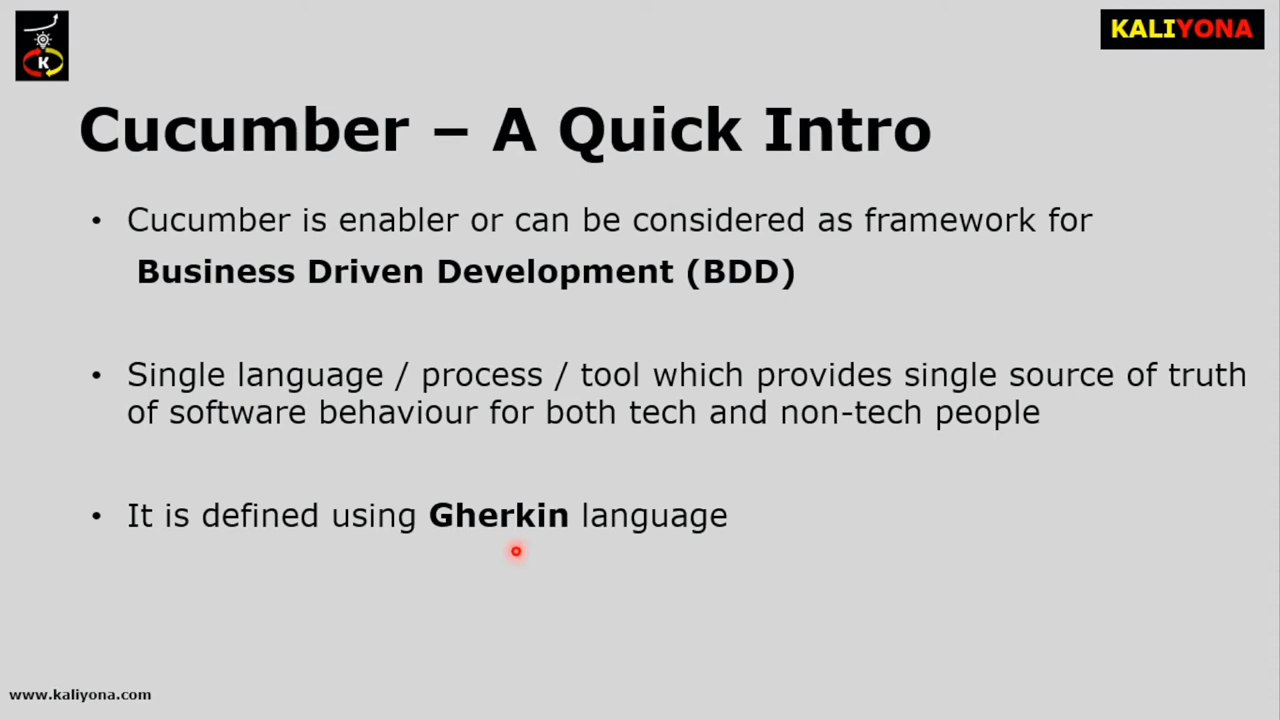 K
KALIYONA
Cucumber – A Quick Intro
• Cucumber is enabler or can be considered as framework for
Business Driven Development (BDD)
• Single language / process / tool which provides single source of truth
of software behaviour for both tech and non-tech people
• It is defined using Gherkin language
www.kaliyona.com